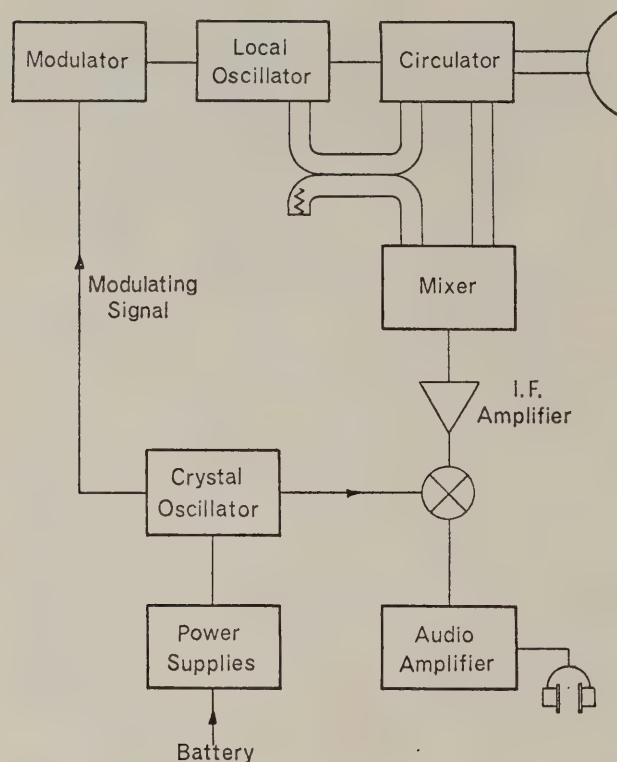 Modulator
Local
Oscillator
Circulator
Modulating
Signal
Mixer
I.F.
Amplifier
Crystal
Oscillator
Power
Supplies
Audio
Amplifier
Battery